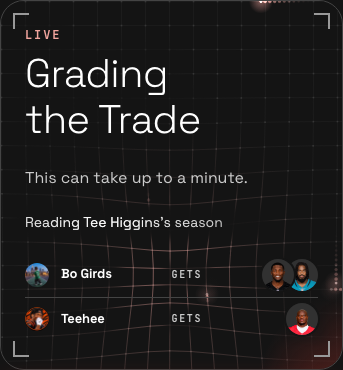 LIVE
Grading
the Trade
This can take up to a minute.
Reading Tee Higgins's season
Bo Girds GETS
Teehee GETS